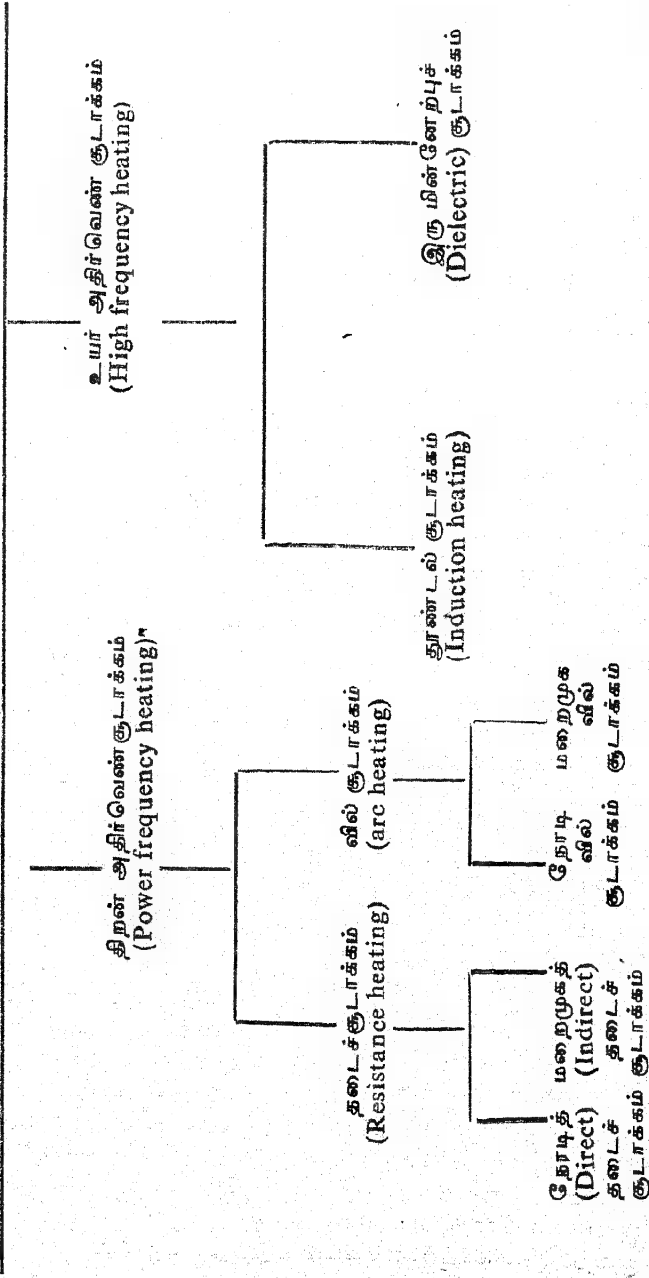 திறன் அதிர்வெண்சூடாக்கம்
(Power frequency heating)
உயர் அதிர்வெண் சூடாக்கம்
(High frequency heating)
தடைச்சூடாக்கம்
(Resistance heating)
வில் சூடாக்கம்
(arc heating)
தூண்டல் சூடாக்கம்
(Induction heating)
இரு மின்னேற்புச்
(Dielectric) சூடாக்கம்
நேரடித்
(Direct)
தடைச்
சூடாக்கம்
மறைமுகத்
(Indirect)
தடைச்
சூடாக்கம்
நேரடி
வில்
சூடாக்கம்
மறைமுக
வில்
சூடாக்கம்